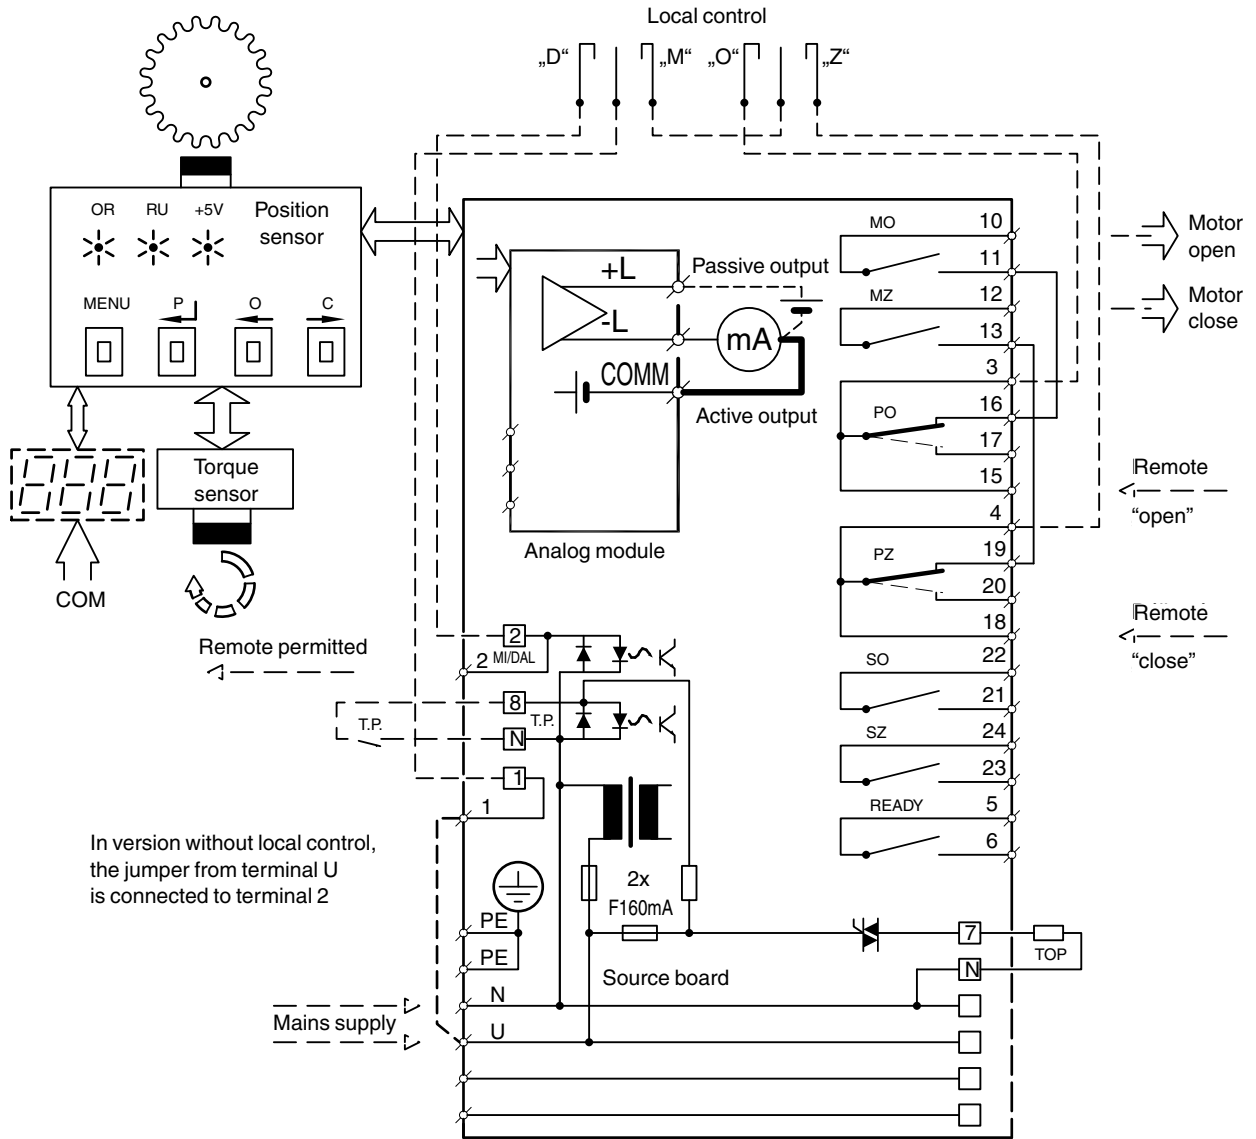 Local control
„D“
„M“
„O“
„Z“
OR
RU
+5V
Position
sensor
MENU
P
O
C
Torque
sensor
COM
+L
-L
COMM
Passive output
mA
Active output
Analog module
MO
10
11
MZ
12
13
3
PO
16
17
15
4
PZ
19
20
18
SO
22
21
SZ
24
23
READY
5
6
Motor
open
Motor
close
Remote
“open”
Remote
“close”
Remote permitted
2
2 MI/DAL
8
T.P.
T.P.
N
1
1
In version without local control,
the jumper from terminal U
is connected to terminal 2
2x
F160mA
PE
PE
7
TOP
N
Source board
N
Mains supply
U